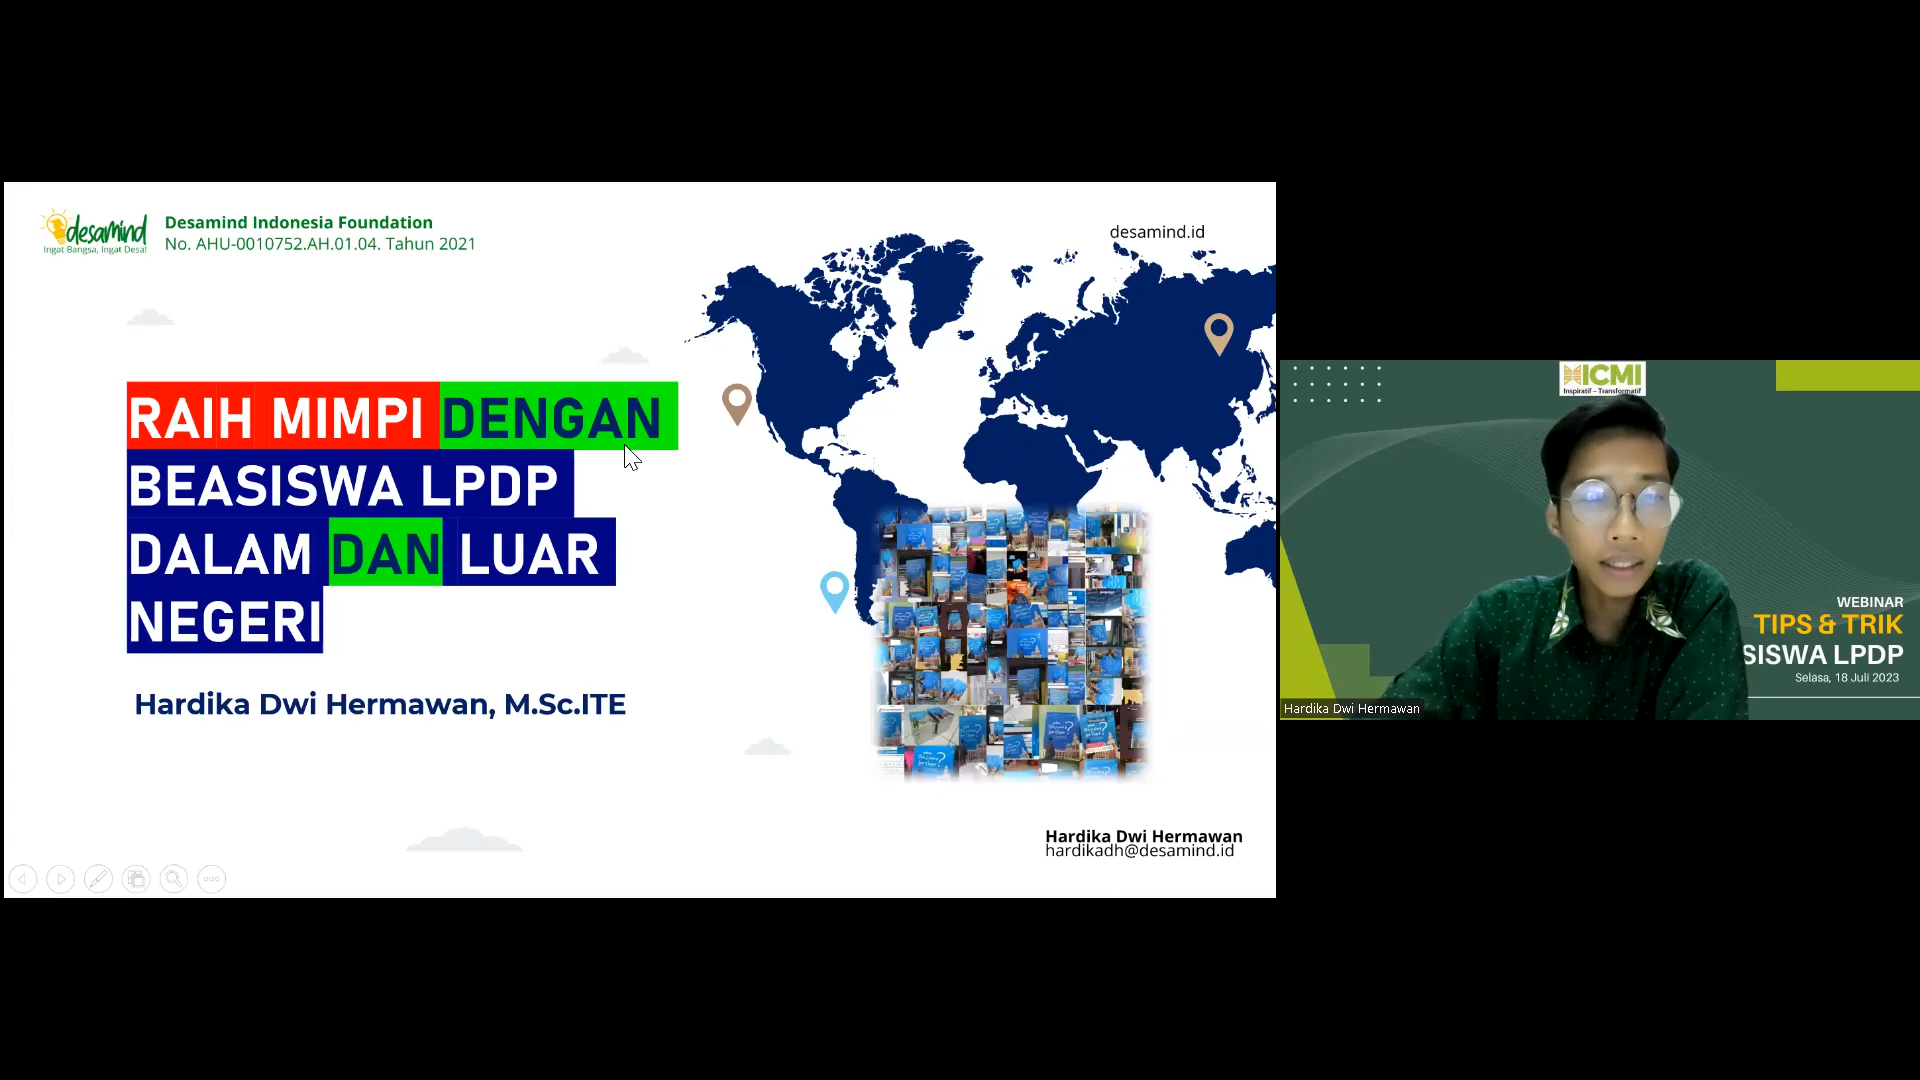 desamind
Ingat Bangsa, Ingat Desa!
Desamind Indonesia Foundation
No. AHU-0010752.AH.01.04. Tahun 2021
desamind.id
RAIH MIMPI DENGAN
BEASISWA LPDP
DALAM DAN LUAR
NEGERI
Hardika Dwi Hermawan, M.Sc.ITE
Hardika Dwi Hermawan
hardikadh@desamind.id
ICMI
Inspiratif - Transformatif
WEBINAR
TIPS & TRIK
SISWA LPDP
Selasa, 18 Juli 2023
Hardika Dwi Hermawan